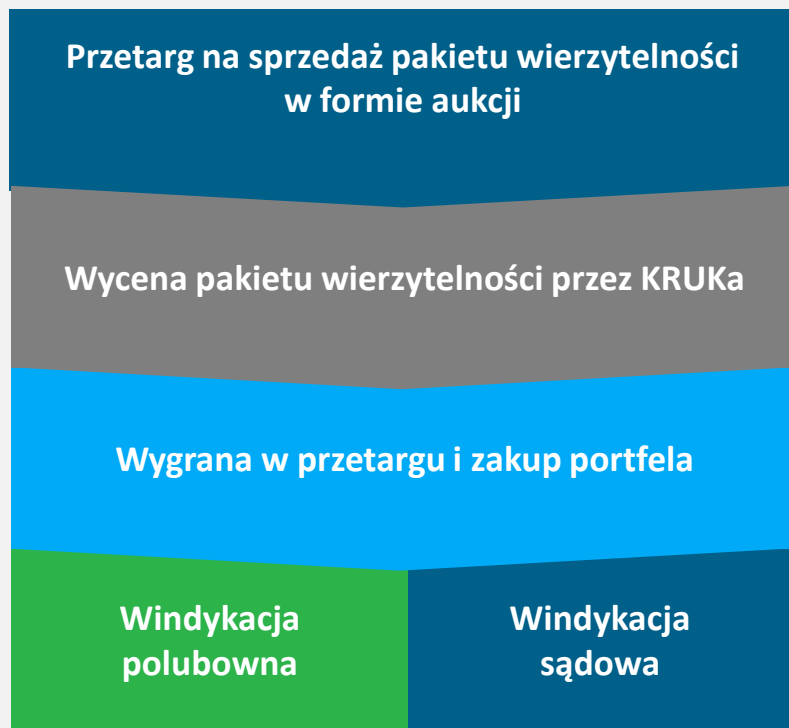 Przetarg na sprzedaż pakietu wierzytelności
w formie aukcji
Wycena pakietu wierzytelności przez KRUKa
Wygrana w przetargu i zakup portfela
Windykacja
polubowna
Windykacja
sądowa